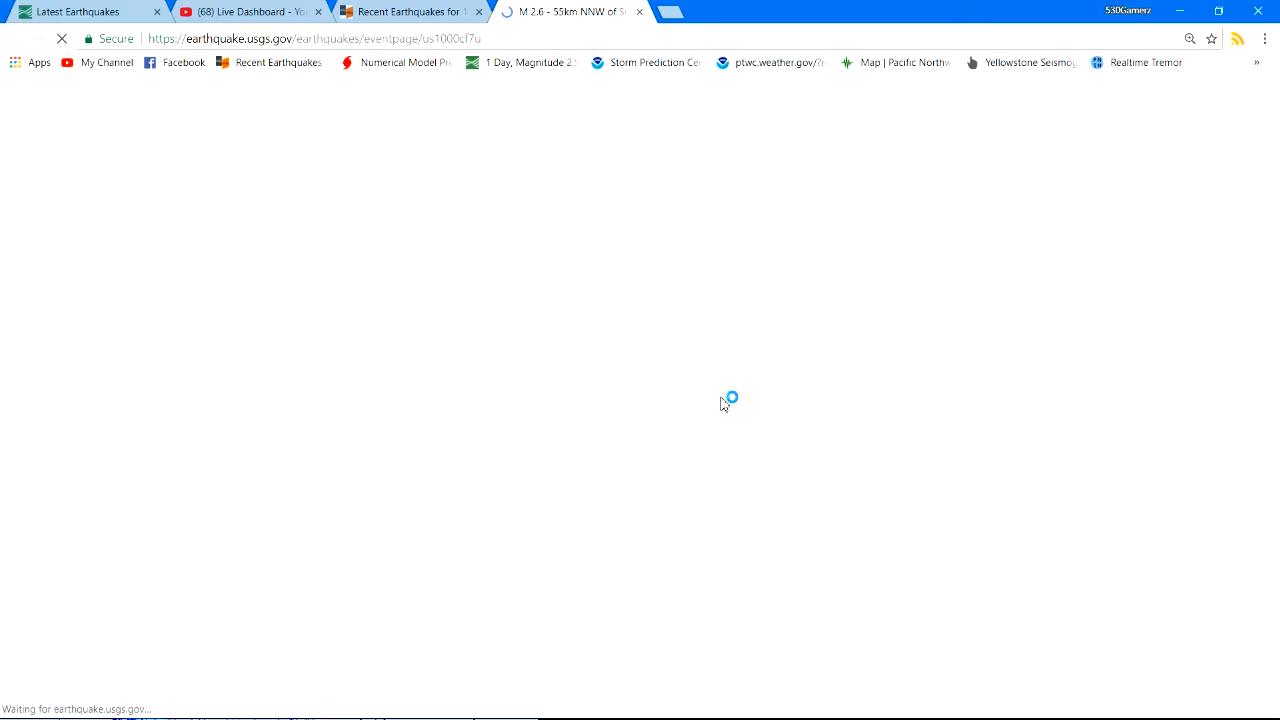 Latest Earthquakes
(68) Live Dashboard - Yo
Recent Earthquakes for 1
M 2.6 - 55km NNW of S
530Gamerz
Secure
https://earthquake.usgs.gov/earthquakes/eventpage/us1000cf7u
Apps
My Channel
Facebook
Recent Earthquakes
Numerical Model Pr
1 Day, Magnitude 2.
Storm Prediction Ce
ptwc.weather.gov/?
Map | Pacific Northw
Yellowstone Seismo
Realtime Tremor
»
Waiting for earthquake.usgs.gov...